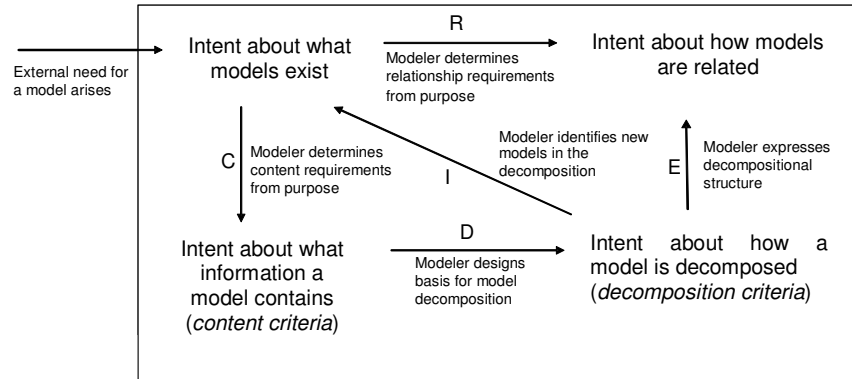 External need for
a model arises
Intent about what
models exist
R
Modeler determines
relationship requirements
from purpose
Intent about how models
are related
C
Modeler determines
content requirements
from purpose
I
Modeler identifies new
models in the
decomposition
E
Modeler expresses
decompositional
structure
Intent about what
information a
model contains
(content criteria)
D
Modeler designs
basis for model
decomposition
Intent about how a
model is decomposed
(decomposition criteria)